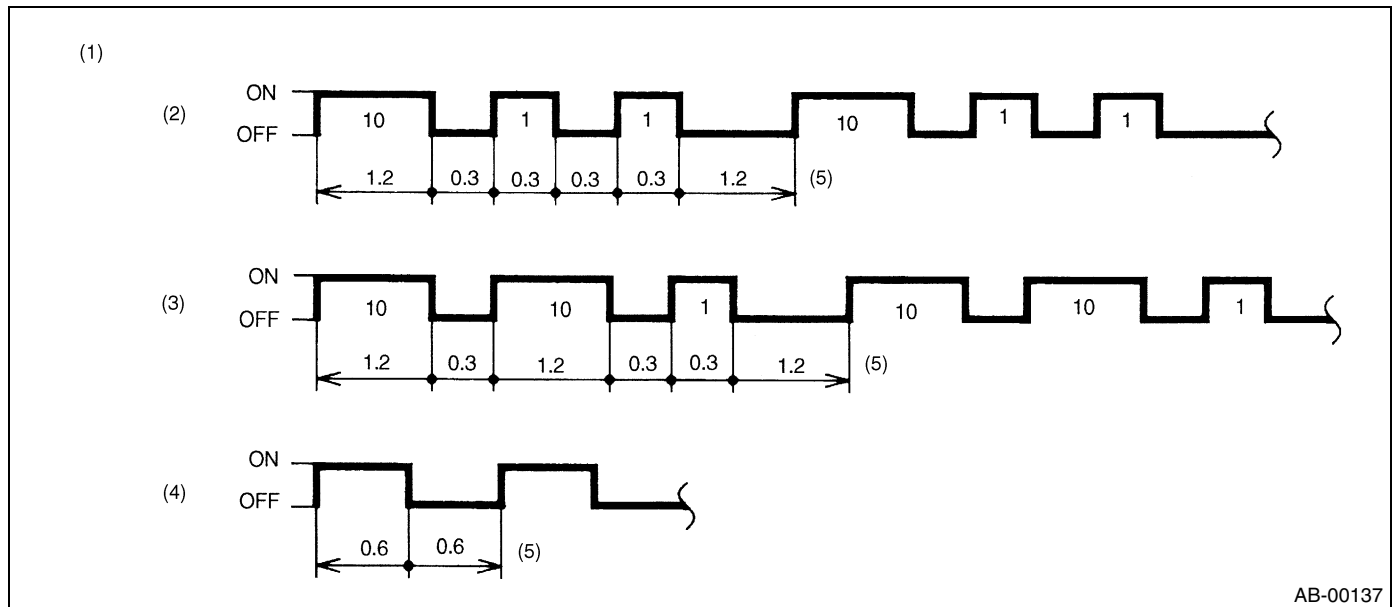 (1)
ON
(2)
OFF
10 1 1 10 1 1
1.2 0.3 0.3 0.3 0.3 1.2 (5)
ON
(3)
OFF
10 10 1 10 10 1
1.2 0.3 1.2 0.3 0.3 1.2 (5)
ON
(4)
OFF
0.6 0.6 (5)
AB-00137